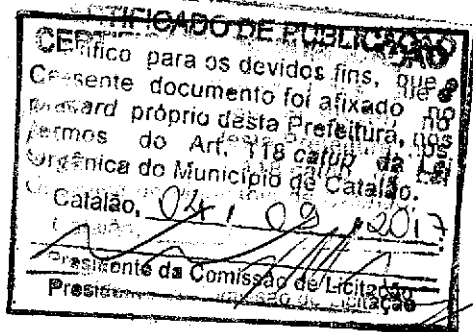 CERTIFICADO DE PUBLICAÇÃO
CERtifico para os devidos fins, que o
Presente documento foi afixado no
placard próprio desta Prefeitura, nos
termos do Art. 118 caput da Lei
Orgânica do Município de Catalão.
Catalão, 04 / 09 / 2017
Presidente da Comissão de Licitação